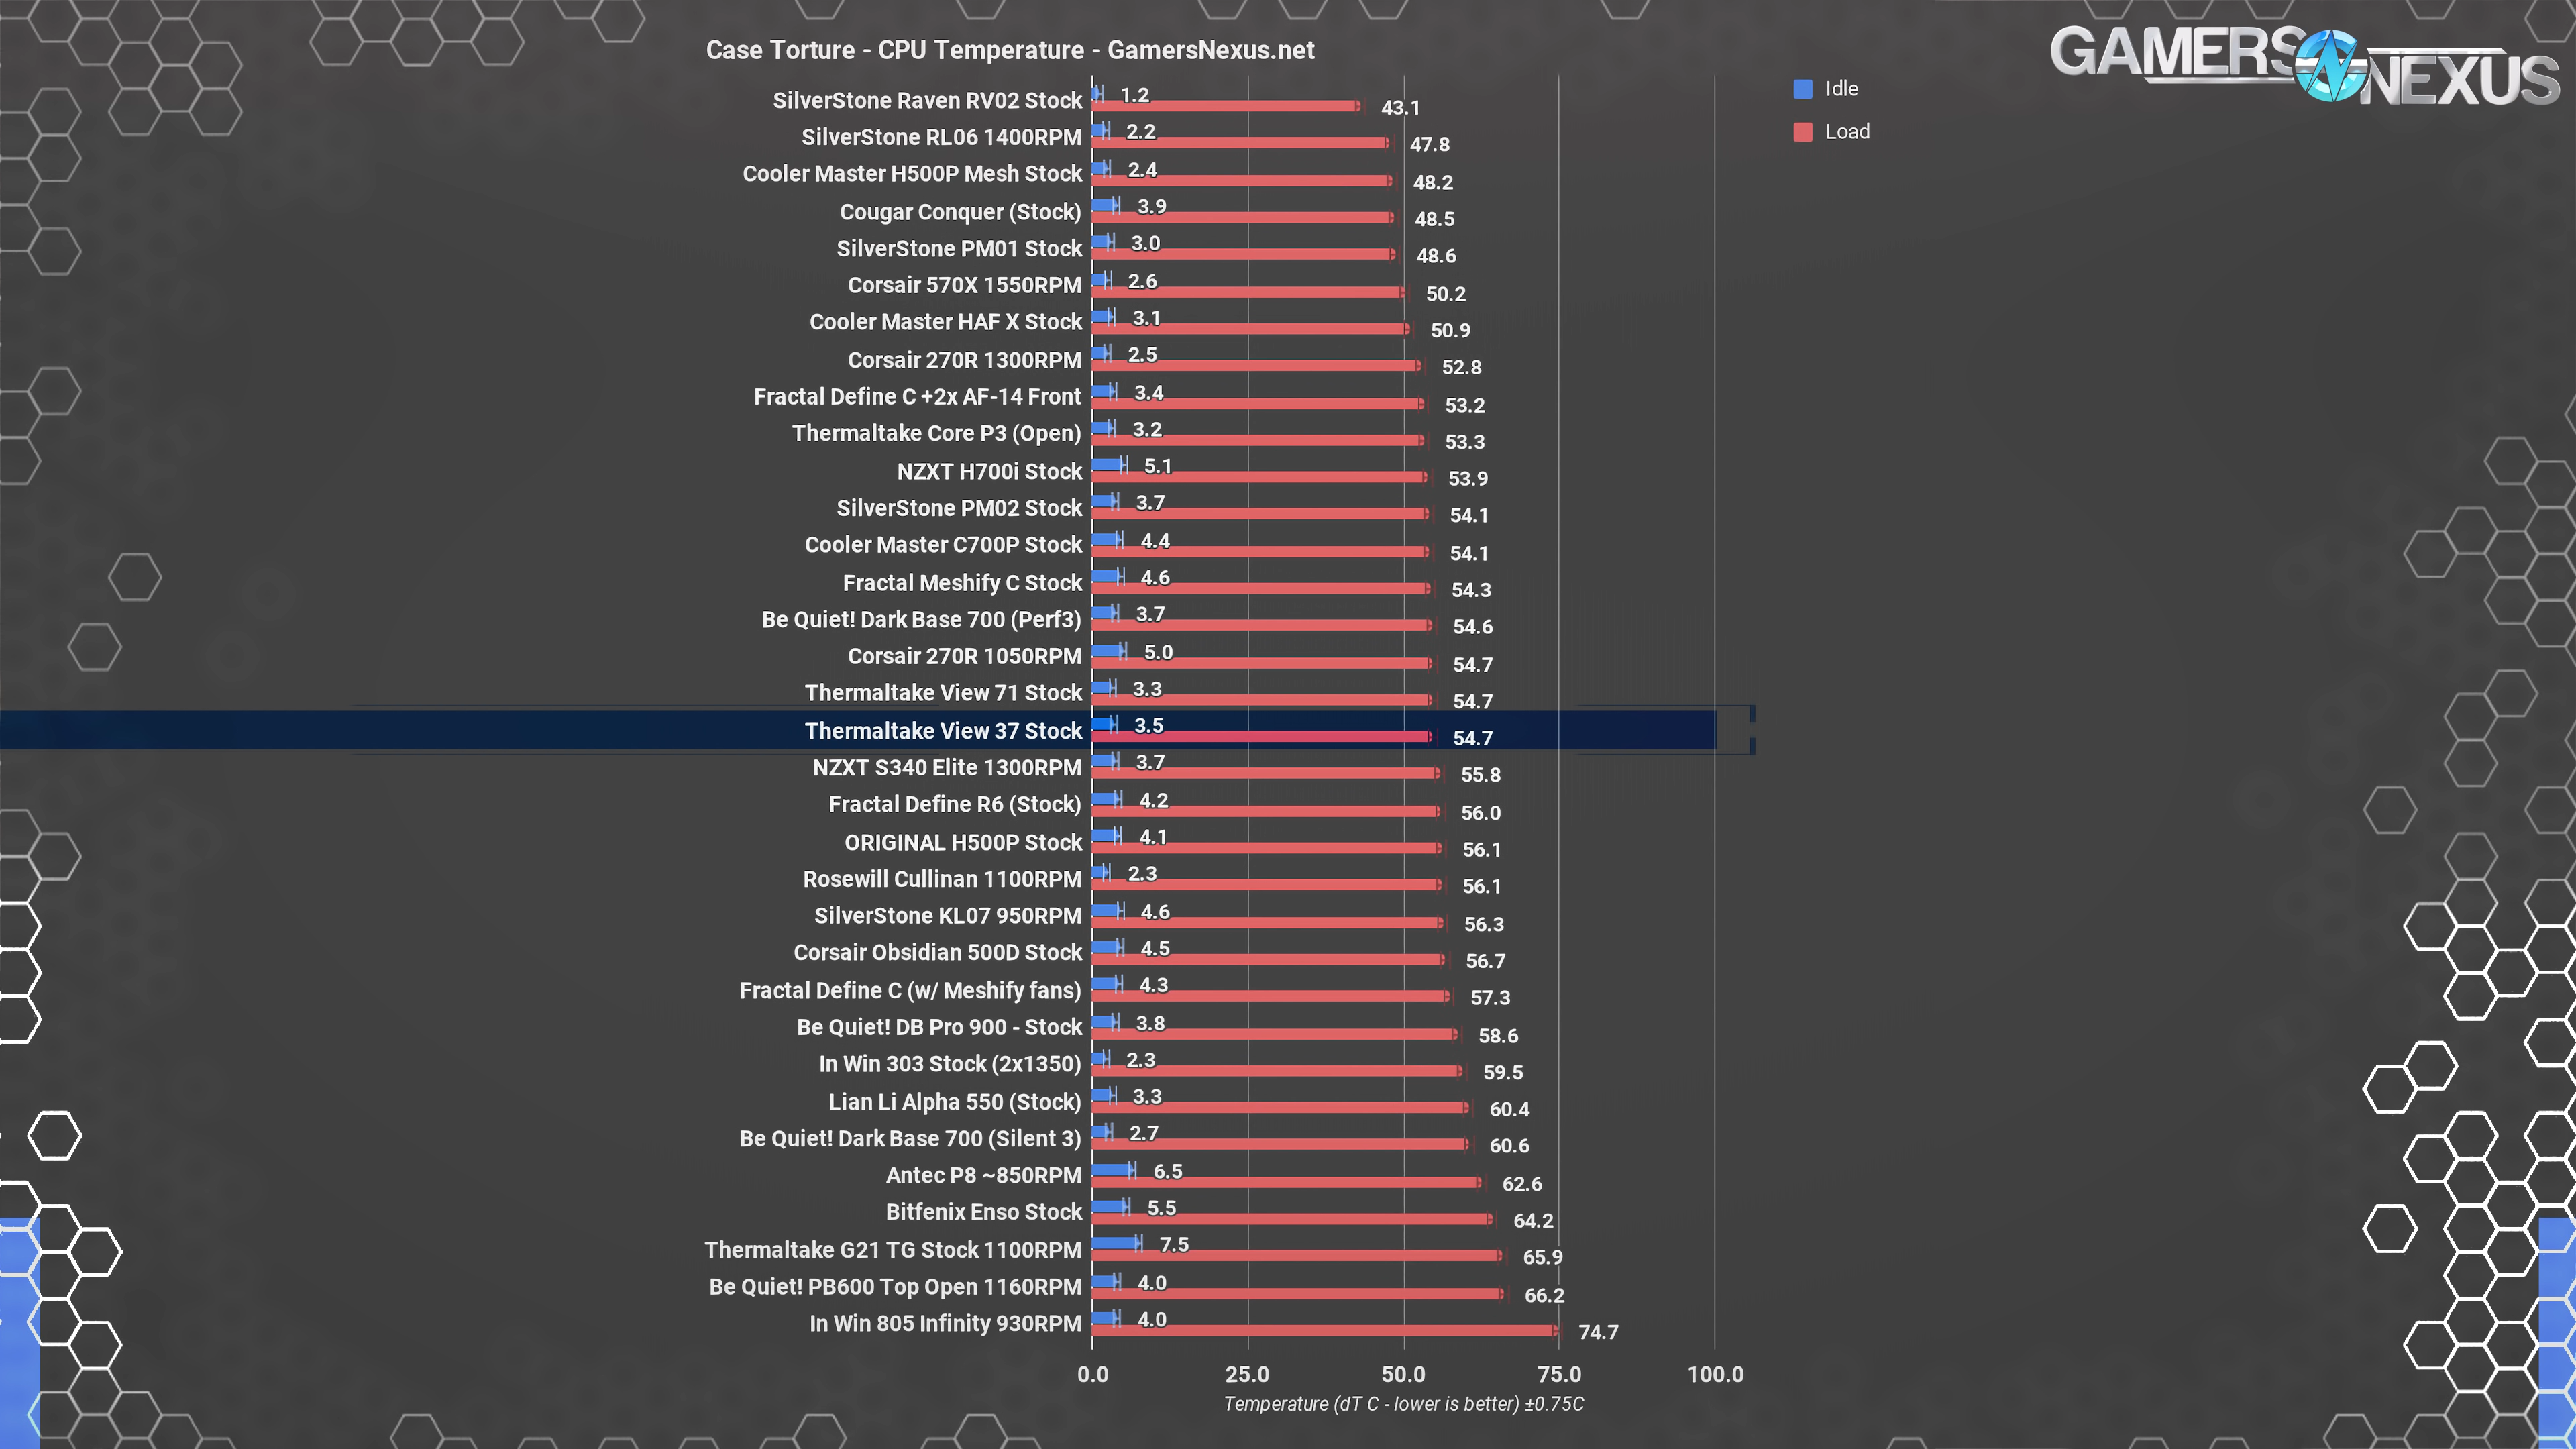 Case Torture - CPU Temperature - GamersNexus.net
GAMERS NEXUS
Idle
Load
SilverStone Raven RV02 Stock 1.2 43.1
SilverStone RL06 1400RPM 2.2 47.8
Cooler Master H500P Mesh Stock 2.4 48.2
Cougar Conquer (Stock) 3.9 48.5
SilverStone PM01 Stock 3.0 48.6
Corsair 570X 1550RPM 2.6 50.2
Cooler Master HAF X Stock 3.1 50.9
Corsair 270R 1300RPM 2.5 52.8
Fractal Define C +2x AF-14 Front 3.4 53.2
Thermaltake Core P3 (Open) 3.2 53.3
NZXT H700i Stock 5.1 53.9
SilverStone PM02 Stock 3.7 54.1
Cooler Master C700P Stock 4.4 54.1
Fractal Meshify C Stock 4.6 54.3
Be Quiet! Dark Base 700 (Perf3) 3.7 54.6
Corsair 270R 1050RPM 5.0 54.7
Thermaltake View 71 Stock 3.3 54.7
Thermaltake View 37 Stock 3.5 54.7
NZXT S340 Elite 1300RPM 3.7 55.8
Fractal Define R6 (Stock) 4.2 56.0
ORIGINAL H500P Stock 4.1 56.1
Rosewill Cullinan 1100RPM 2.3 56.1
SilverStone KL07 950RPM 4.6 56.3
Corsair Obsidian 500D Stock 4.5 56.7
Fractal Define C (w/ Meshify fans) 4.3 57.3
Be Quiet! DB Pro 900 - Stock 3.8 58.6
In Win 303 Stock (2x1350) 2.3 59.5
Lian Li Alpha 550 (Stock) 3.3 60.4
Be Quiet! Dark Base 700 (Silent 3) 2.7 60.6
Antec P8 ~850RPM 6.5 62.6
Bitfenix Enso Stock 5.5 64.2
Thermaltake G21 TG Stock 1100RPM 7.5 65.9
Be Quiet! PB600 Top Open 1160RPM 4.0 66.2
In Win 805 Infinity 930RPM 4.0 74.7
0.0 25.0 50.0 75.0 100.0
Temperature (dT C - lower is better) ±0.75C